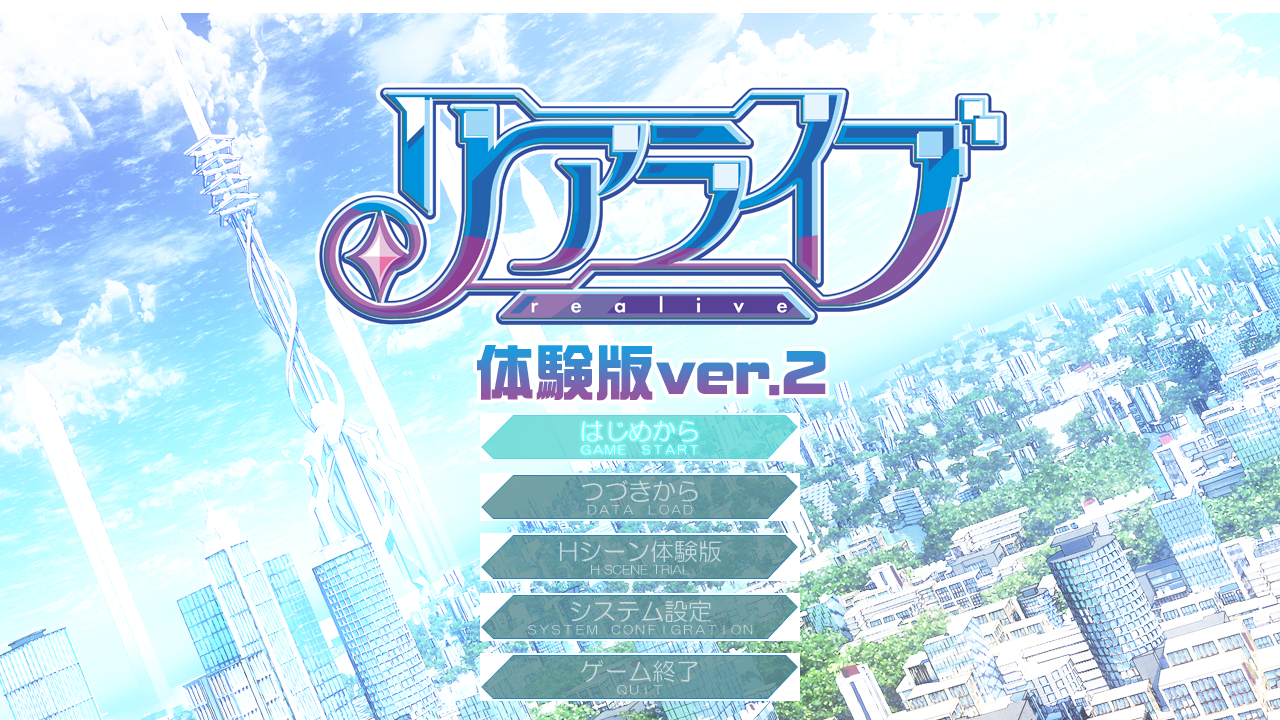 リアライブ
realive
体験版ver.2
はじめから
GAME START
つづきから
DATA LOAD
Hシーン体験版
H SCENE TRIAL
システム設定
SYSTEM CONFIGRATION
ゲーム終了
QUIT